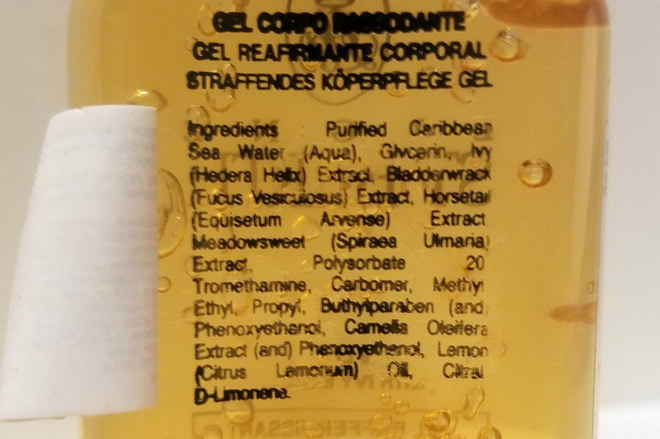 GEL CORPO RASSODANTE
GEL REAFIRMANTE CORPORAL
STRAFFENDES KÖPERPFLEGE GEL
Ingredients : Purified Caribbean
Sea Water (Aqua), Glycerin, Ivy
(Hedera Helix) Extract, Bladderwrack
(Fucus Vesiculosus) Extract, Horsetail
(Equisetum Arvense) Extract
Meadowsweet (Spiraea Ulmaria)
Extract, Polysorbate 20
Tromethamine, Carbomer, Methyl
Ethyl, Propyl, Buthylparaben (and)
Phenoxyethanol, Camellia Oleifera
Extract (and) Phenoxyethanol, Lemon
(Citrus Lemonum) Oil, Citral
D-Limonene.